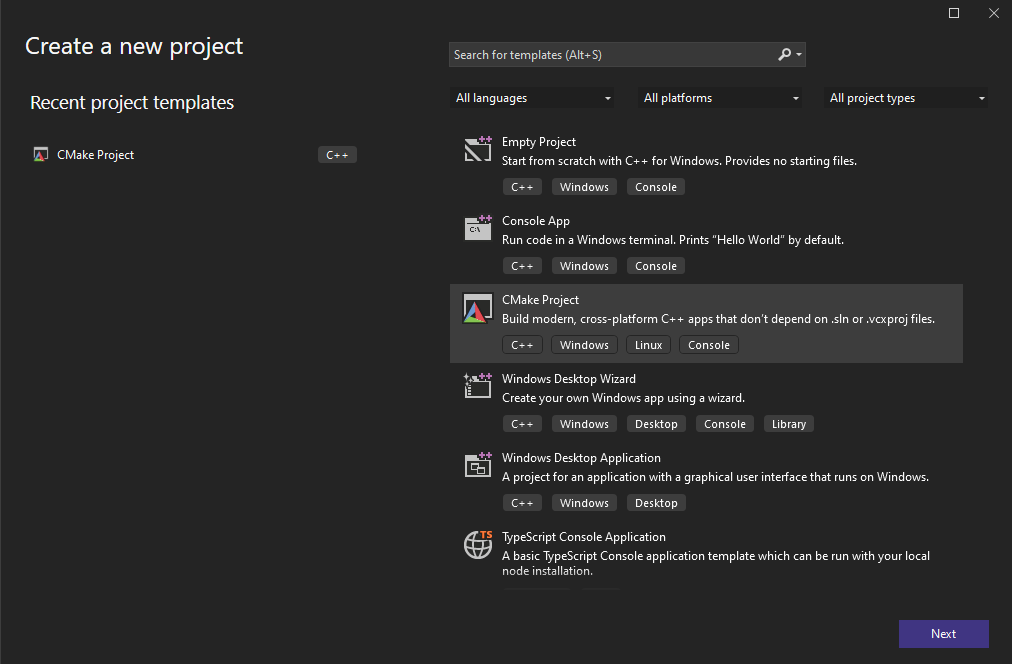 Create a new project
Search for templates (Alt+S)
All languages
All platforms
All project types
Recent project templates
CMake Project
C++
Empty Project
Start from scratch with C++ for Windows. Provides no starting files.
C++ Windows Console
C:\
Console App
Run code in a Windows terminal. Prints "Hello World" by default.
C++ Windows Console
CMake Project
Build modern, cross-platform C++ apps that don't depend on .sln or .vcxproj files.
C++ Windows Linux Console
Windows Desktop Wizard
Create your own Windows app using a wizard.
C++ Windows Desktop Console Library
Windows Desktop Application
A project for an application with a graphical user interface that runs on Windows.
C++ Windows Desktop
TS
TypeScript Console Application
A basic TypeScript Console application template which can be run with your local
node installation.
Next